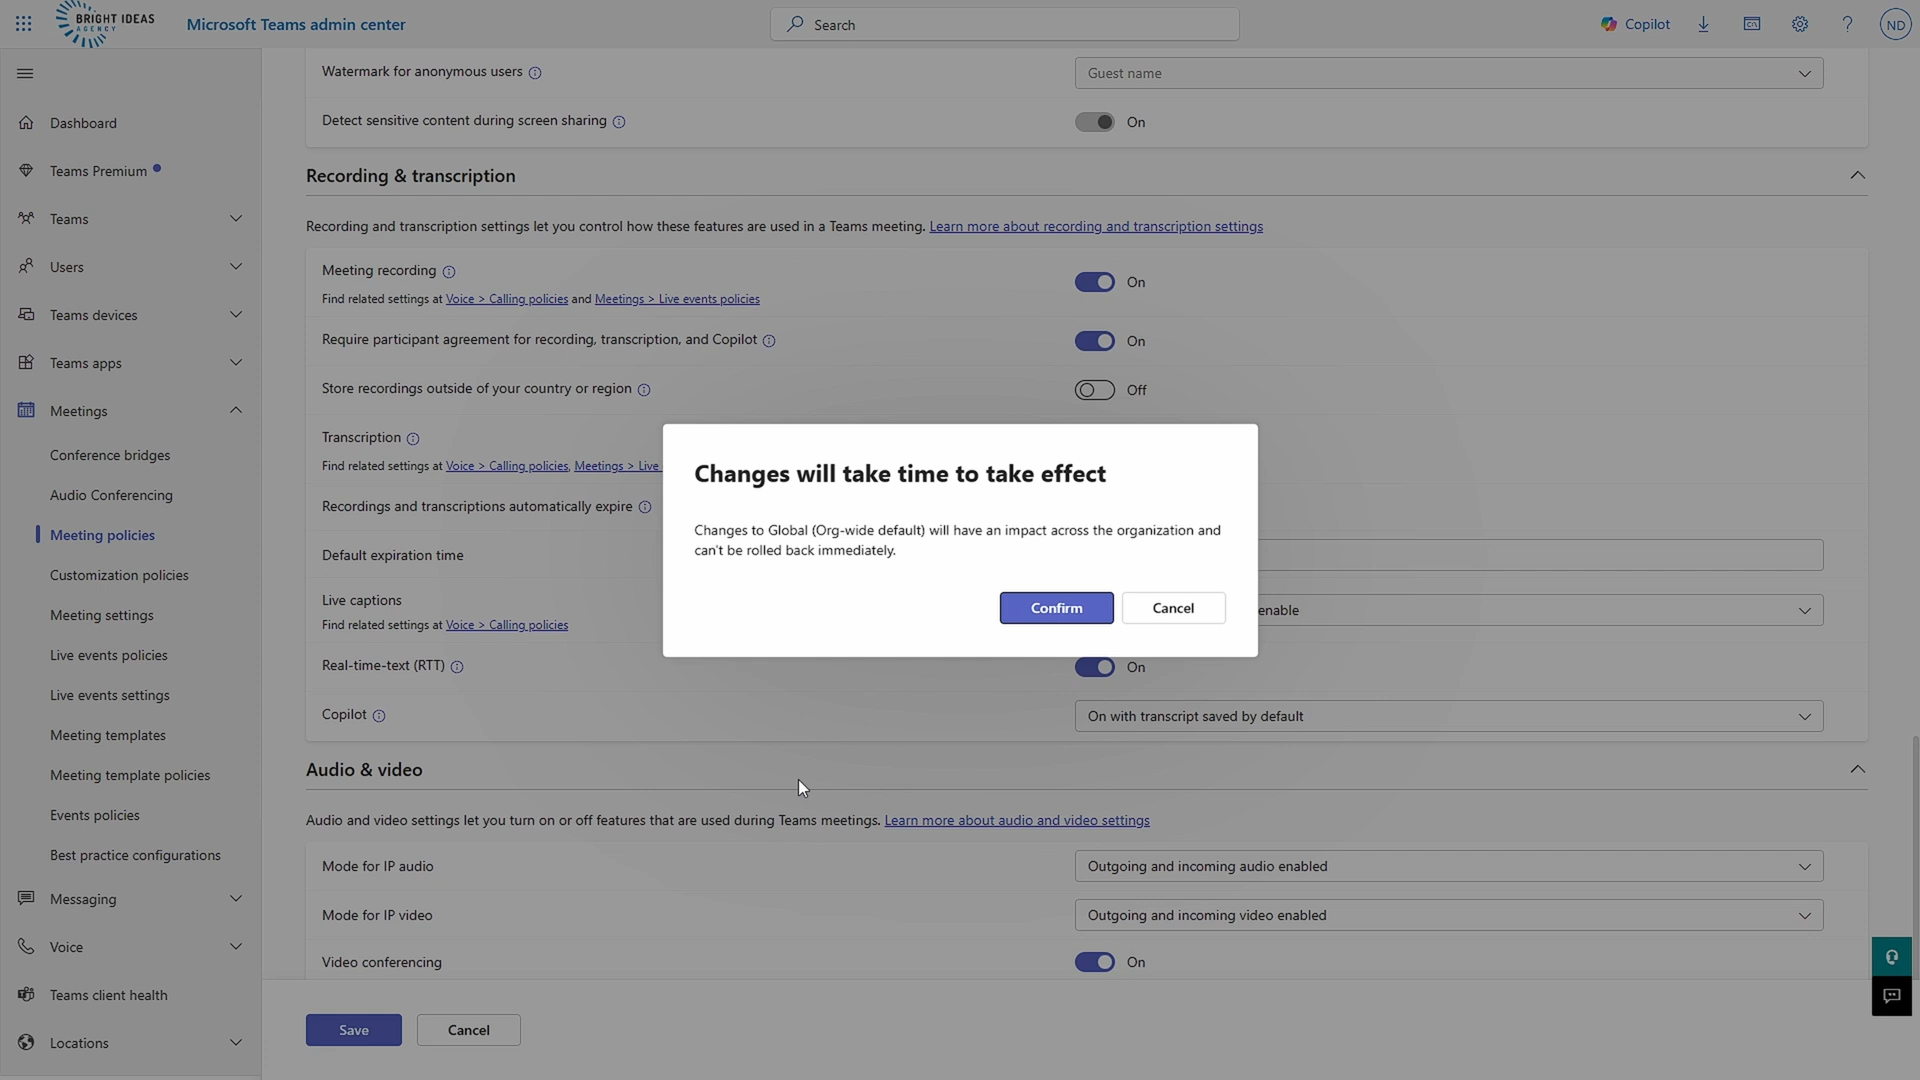 BRIGHT IDEAS
AGENCY
Microsoft Teams admin center
Search
Copilot
ND
Dashboard
Teams Premium
Teams
Users
Teams devices
Teams apps
Meetings
Conference bridges
Audio Conferencing
Meeting policies
Customization policies
Meeting settings
Live events policies
Live events settings
Meeting templates
Meeting template policies
Events policies
Best practice configurations
Messaging
Voice
Teams client health
Locations
Watermark for anonymous users
Guest name
Detect sensitive content during screen sharing
On
Recording & transcription
Recording and transcription settings let you control how these features are used in a Teams meeting. Learn more about recording and transcription settings
Meeting recording
Find related settings at Voice > Calling policies and Meetings > Live events policies
On
Require participant agreement for recording, transcription, and Copilot
On
Store recordings outside of your country or region
Off
Transcription
Find related settings at Voice > Calling policies, Meetings > Live
Recordings and transcriptions automatically expire
Default expiration time
Live captions
Find related settings at Voice > Calling policies
enable
Real-time-text (RTT)
On
Copilot
On with transcript saved by default
Changes will take time to take effect
Changes to Global (Org-wide default) will have an impact across the organization and
can't be rolled back immediately.
Confirm
Cancel
Audio & video
Audio and video settings let you turn on or off features that are used during Teams meetings. Learn more about audio and video settings
Mode for IP audio
Outgoing and incoming audio enabled
Mode for IP video
Outgoing and incoming video enabled
Video conferencing
On
Save
Cancel